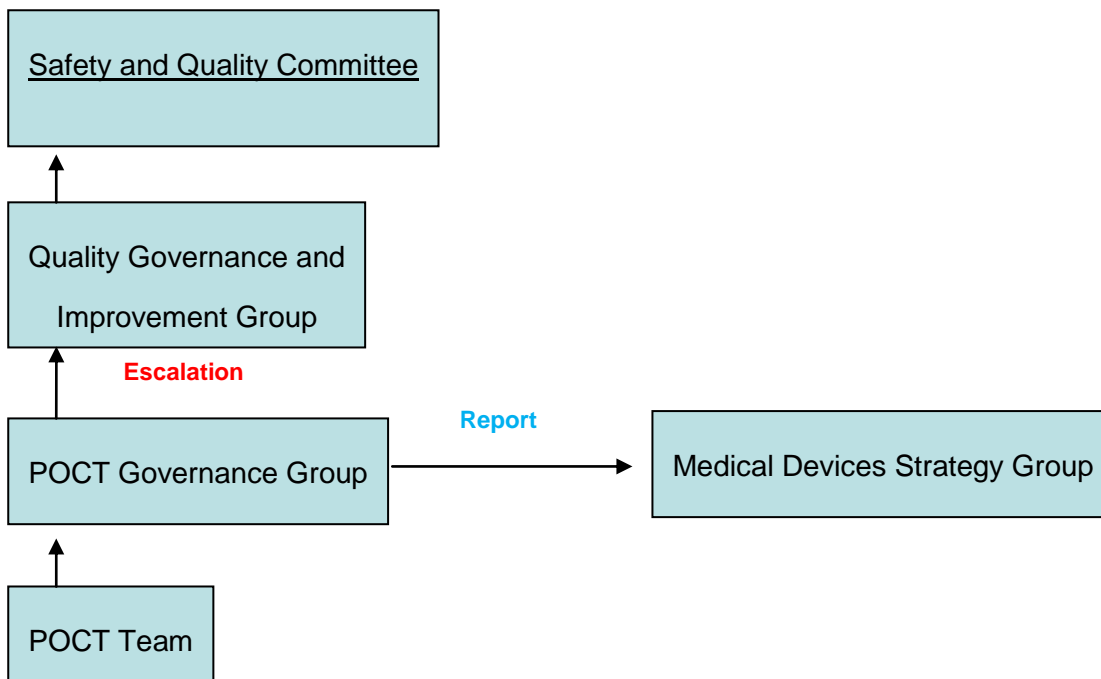 Safety and Quality Committee
Quality Governance and
Improvement Group
Escalation
Report
POCT Governance Group
Medical Devices Strategy Group
POCT Team